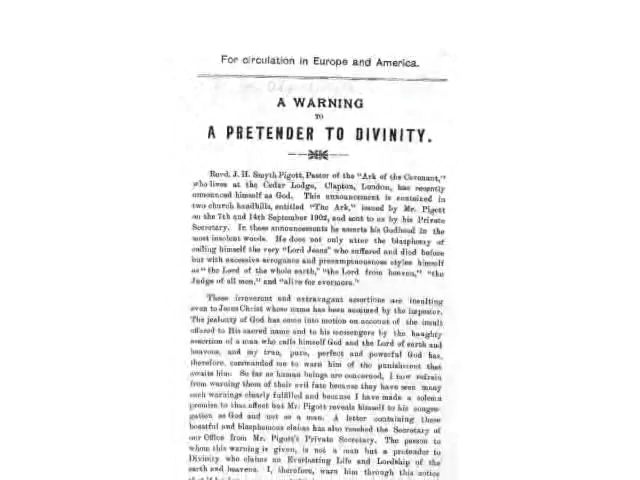 For circulation in Europe and America.
A WARNING
TO
A PRETENDER TO DIVINITY.
Revd. J. H. Smyth Pigott, Pastor of the "Ark of the Covenant,"
who lives at the Cedar Lodge, Clapton, London, has recently
announced himself as God. This announcement is contained in
two church handbills, entitled "The Ark," issued by Mr. Pigott
on the 7th and 14th September 1902, and sent to us by his Private
Secretary. In these announcements he asserts his Godhead in the
most insolent words. He does not only utter the blasphemy of
calling himself the very "Lord Jesus" who suffered and died before
but with excessive arrogance and presumptuousness styles himself
as "the Lord of the whole earth," "the Lord from heaven," "the
Judge of all men," and "alive for evermore."
These irreverent and extravagant assertions are insulting
even to Jesus Christ whose name has been assumed by the impostor.
The jealousy of God has come into motion on account of the insult
offered to His sacred name and to his messengers by the haughty
assertion of a man who calls himself God and the Lord of earth and
heavens, and my true, pure, perfect and powerful God has,
therefore, commanded me to warn him of the punishment that
awaits him. So far as human beings are concerned, I now refrain
from warning them of their evil fate because they have seen many
such warnings clearly fulfilled and because I have made a solemn
promise to that effect but Mr. Pigott reveals himself to his congre-
gation as God and not as a man. A letter containing these
boastful and blasphemous claims has also reached the Secretary of
our Office from Mr. Pigott's Private Secretary. The person to
whom this warning is given, is not a man but a pretender to
Divinity who claims an Everlasting Life and Lordship of the
earth and heavens. I, therefore, warn him through this notice